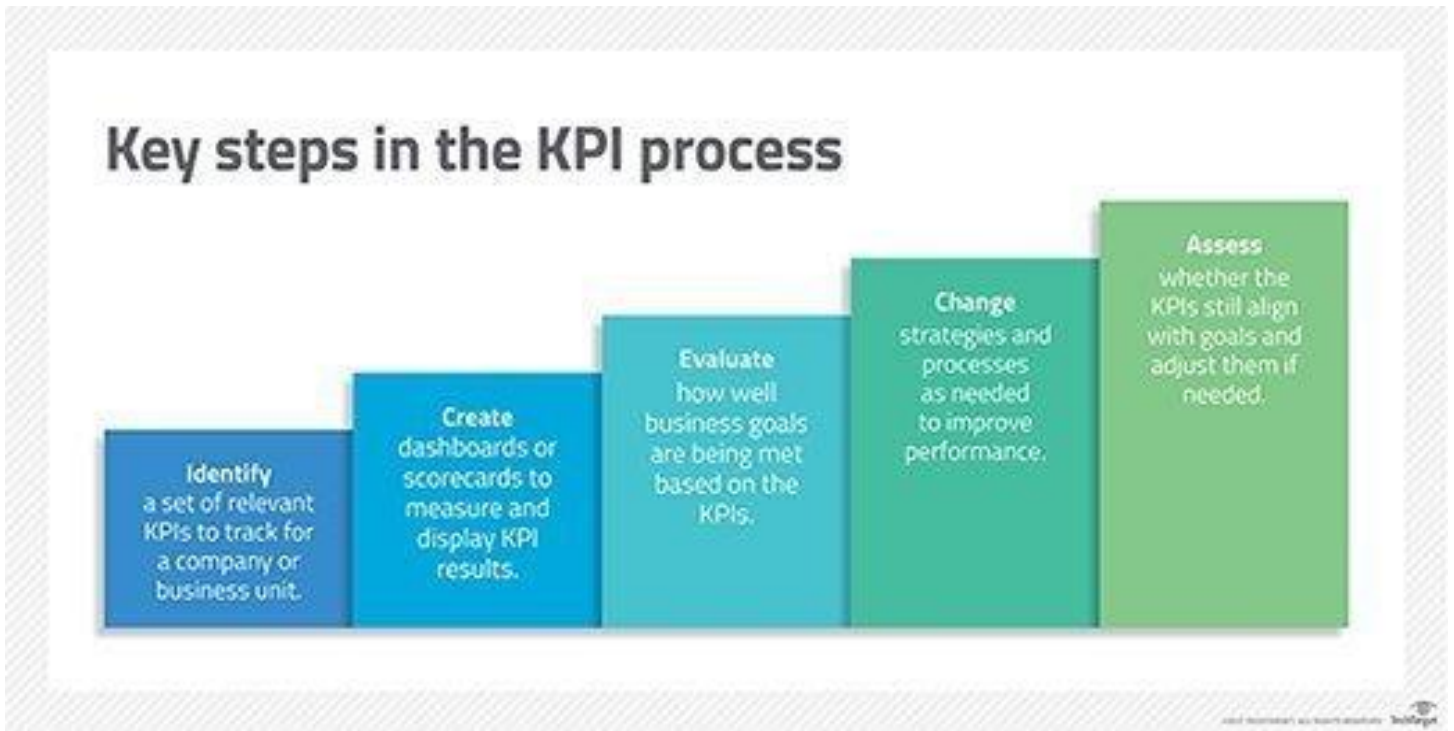 Key steps in the KPI process
Identify
a set of relevant
KPIs to track for
a company or
business unit.
Create
dashboards or
scorecards to
measure and
display KPI
results.
Evaluate
how well
business goals
are being met
based on the
KPIs.
Change
strategies and
processes
as needed
to improve
performance.
Assess
whether the
KPIs still align
with goals and
adjust them if
needed.
TechTarget